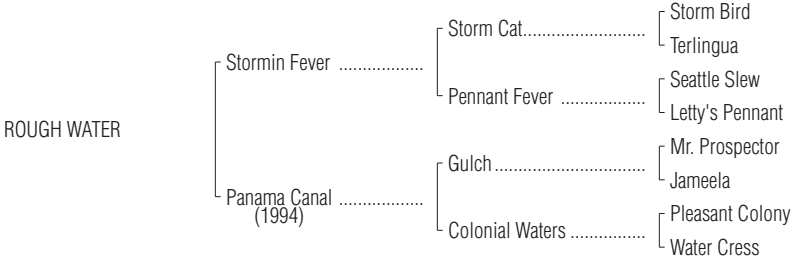 Storm Bird
Storm Cat..........................
Terlingua
Stormin Fever ..................
Seattle Slew
Pennant Fever ..................
Letty's Pennant
ROUGH WATER
Mr. Prospector
Gulch................................
Jameela
Panama Canal ..................
(1994)
Pleasant Colony
Colonial Waters ................
Water Cress